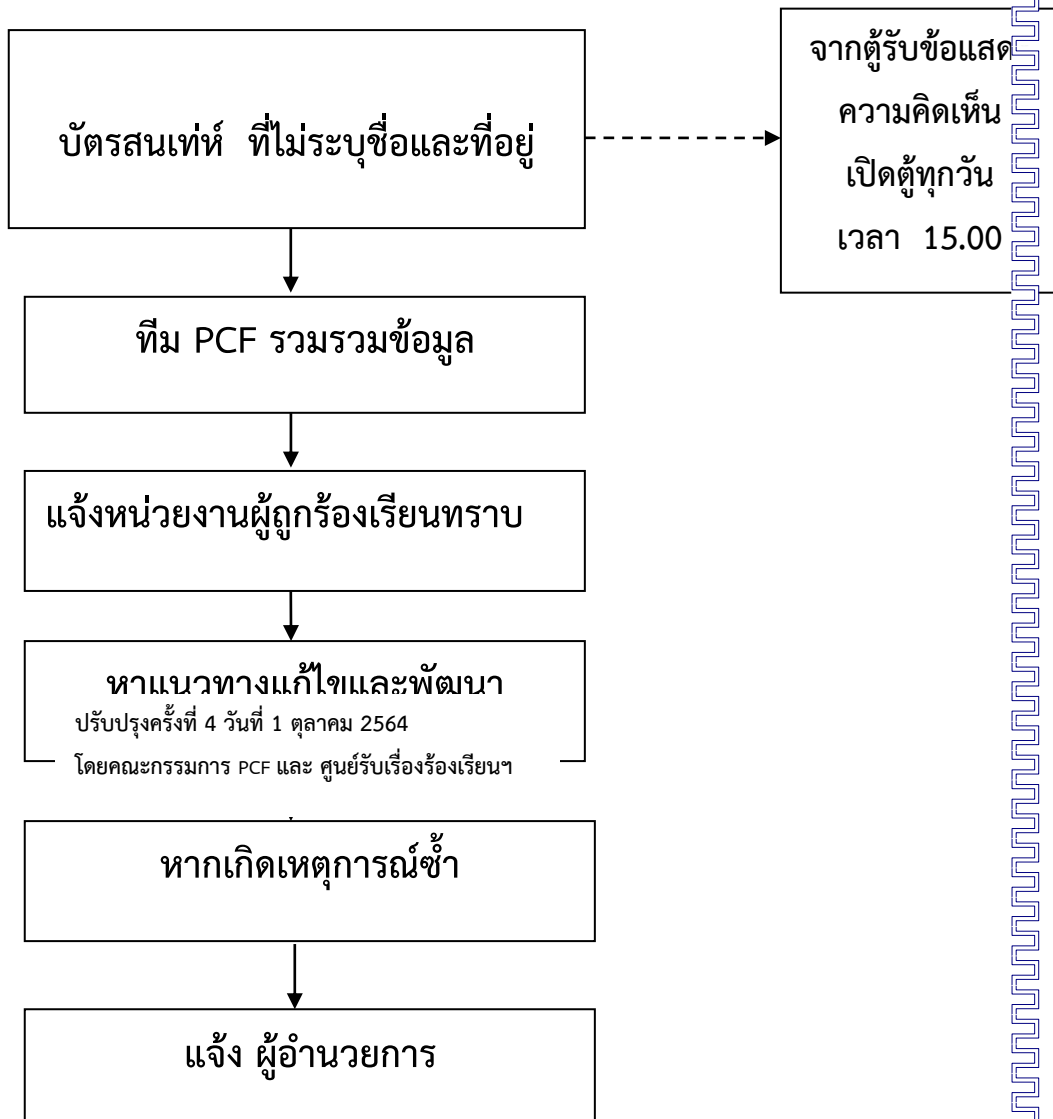 บัตรสนเท่ห์ ที่ไม่ระบุชื่อและที่อยู่
จากตู้รับข้อแสด
ความคิดเห็น
เปิดตู้ทุกวัน
เวลา 15.00
ทีม PCF รวมรวมข้อมูล
แจ้งหน่วยงานผู้ถูกร้องเรียนทราบ
หาแนวทางแก้ไขและพัฒนา
ปรับปรุงครั้งที่ 4 วันที่ 1 ตุลาคม 2564
โดยคณะกรรมการ PCF และ ศูนย์รับเรื่องร้องเรียนฯ
หากเกิดเหตุการณ์ซ้ำ
แจ้ง ผู้อำนวยการ